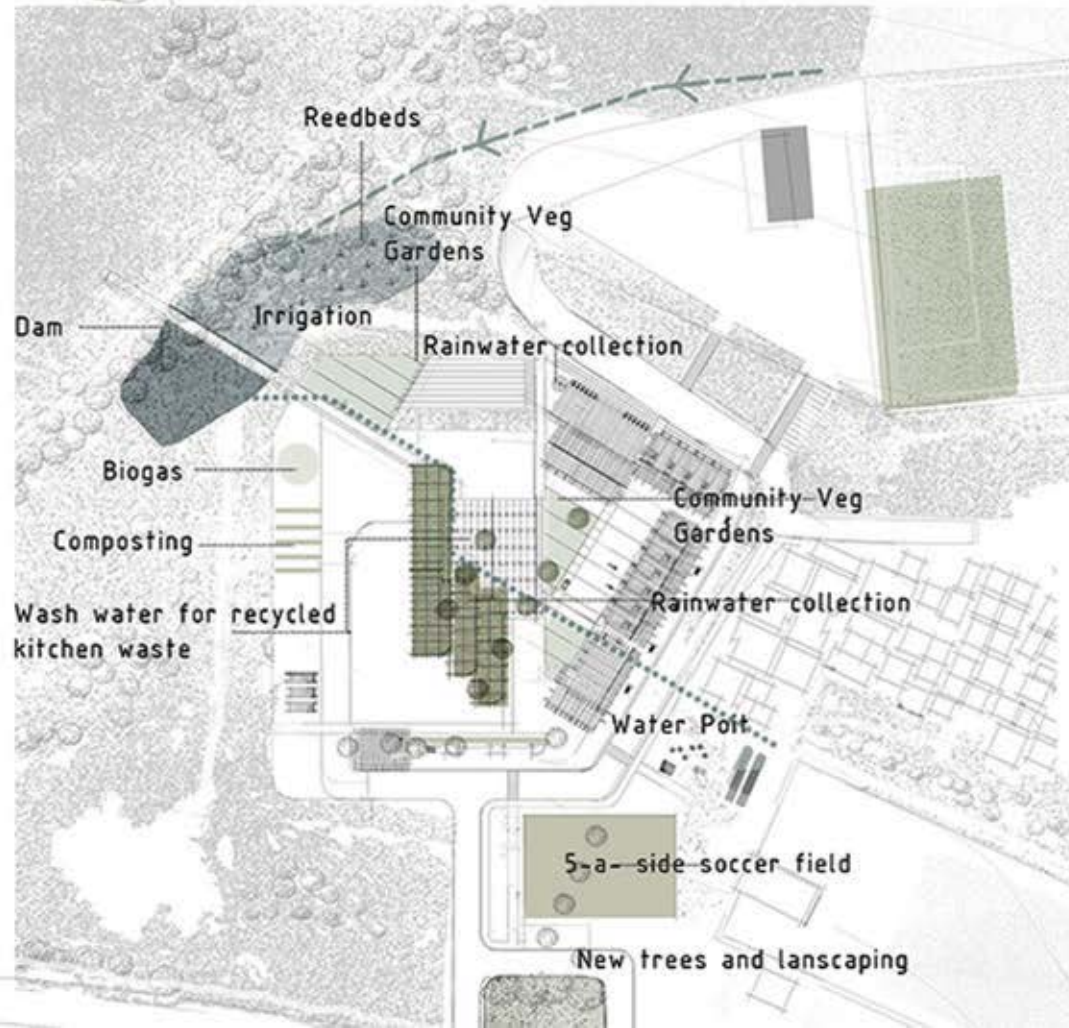 Reedbeds
Community Veg
Gardens
Irrigation
Dam
Rainwater collection
Biogas
Community Veg
Gardens
Composting
Wash water for recycled
kitchen waste
Rainwater collection
Water Poit
5-a- side soccer field
New trees and lanscaping